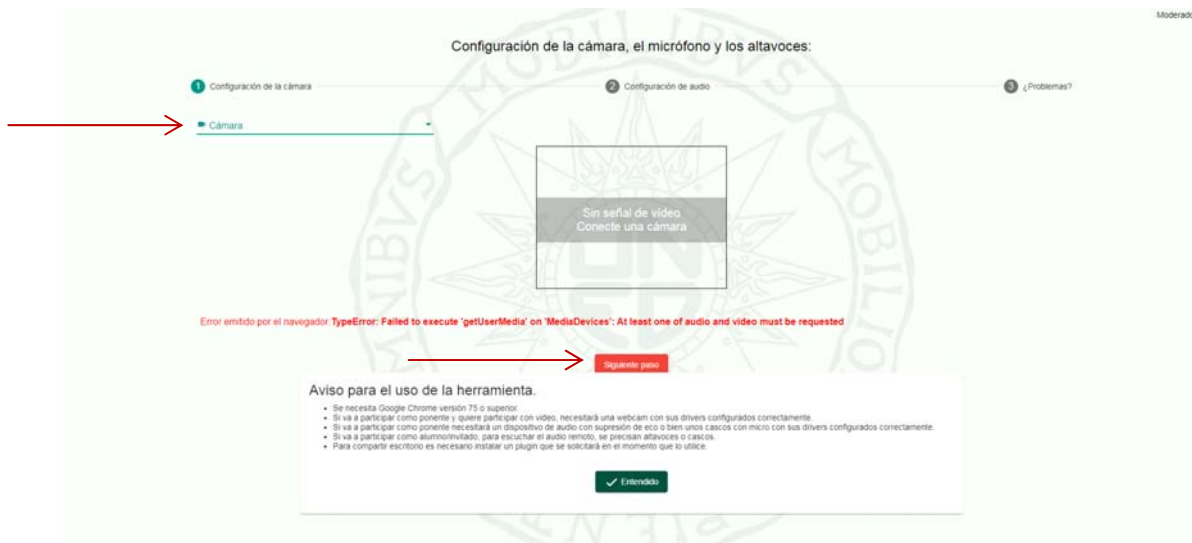 Moderado
Configuración de la cámara, el micrófono y los altavoces:
1 Configuración de la cámara
2 Configuración de audio
3 ¿Problemas?
Cámara
Sin señal de vídeo
Conecte una cámara
Error emitido por el navegador:TypeError: Failed to execute 'getUserMedia' on 'MediaDevices': At least one of audio and video must be requested
Siguiente paso
Aviso para el uso de la herramienta.
• Se necesita Google Chrome versión 75 o superior.
• Si va a participar como ponente y quiere participar con video, necesitará una webcam con sus drivers configurados correctamente.
• Si va a participar como ponente necesitará un dispositivo de audio con supresión de eco o bien unos cascos con micro con sus drivers configurados correctamente.
• Si va a participar como alumno/invitado, para escuchar el audio remoto, se precisan altavoces o cascos.
• Para compartir escritorio es necesario instalar un plugin que se solicitará en el momento que lo utilice.
Entendido
UNED
OMNIBVS MOBILIBVS MOBILIOR